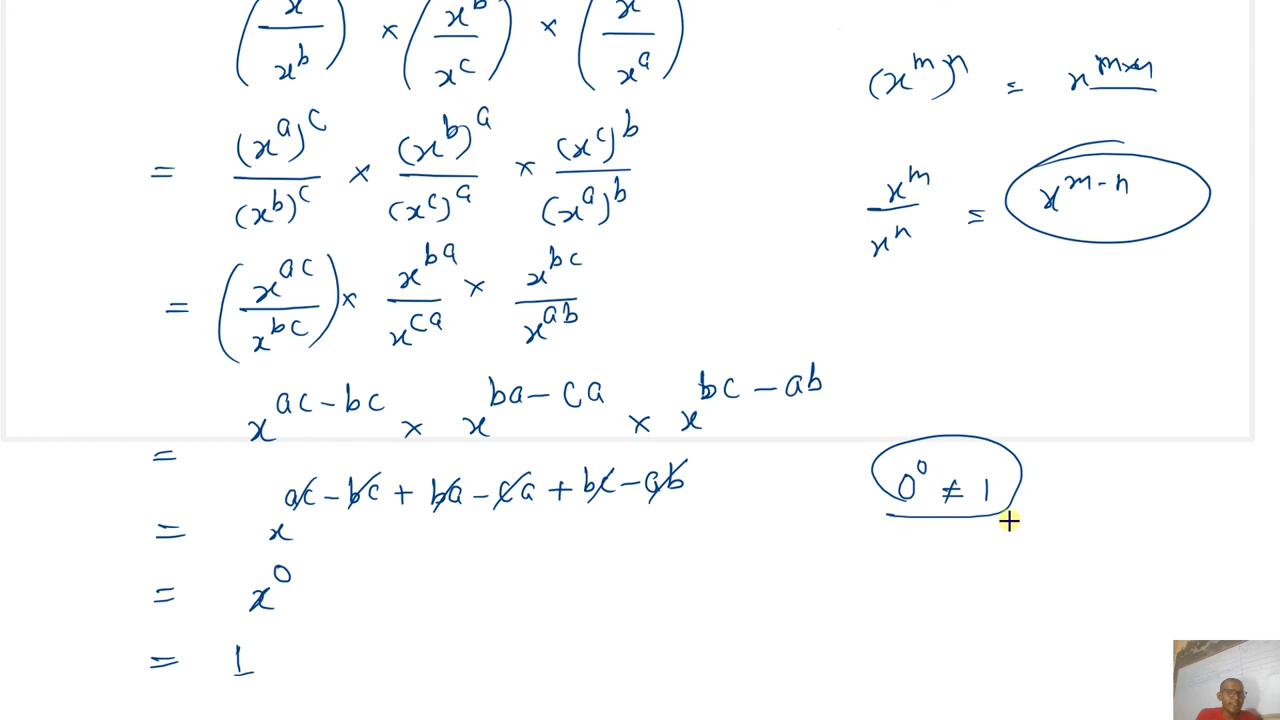 (x/x^b) × (x^b/x^c) × (x/x^a)
= (x^a)^c/(x^b)^c × (x^b)^a/(x^c)^a × (x^c)^b/(x^a)^b
= (x^ac/x^bc) × x^ba/x^ca × x^bc/x^ab
= x^ac-bc × x^ba-ca × x^bc-ab
= x^ac-bc+ba-ca+bc-ab
= x^0
= 1
(x^m)^n = x^m×n
x^m/x^n = x^m-n
0^0 ≠ 1